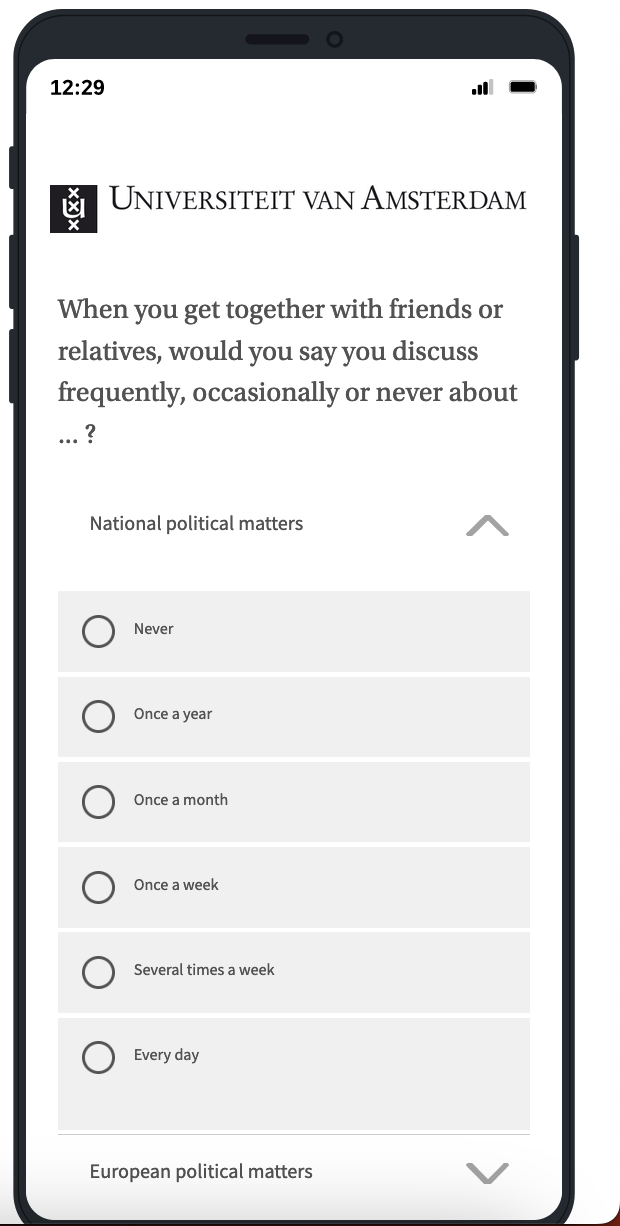 12:29
UNIVERSITEIT VAN AMSTERDAM
When you get together with friends or
relatives, would you say you discuss
frequently, occasionally or never about
... ?
National political matters
Never
Once a year
Once a month
Once a week
Several times a week
Every day
European political matters